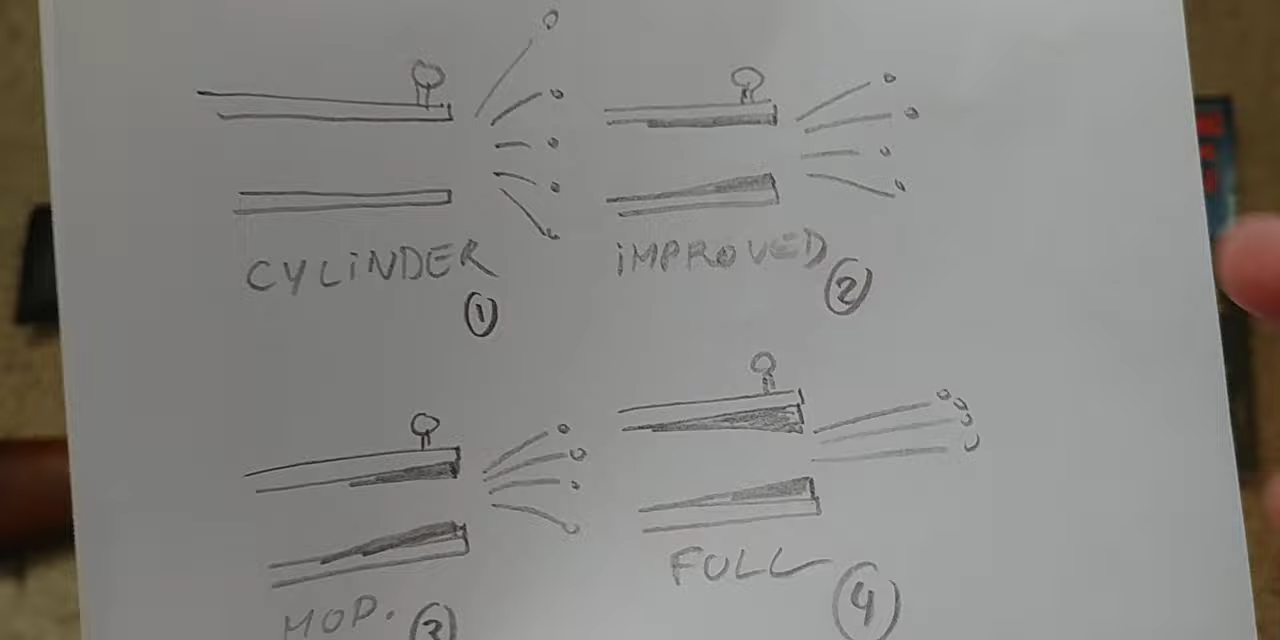 CYLiNDER
①
iMPROVED
②
MOD.
③
FULL
④